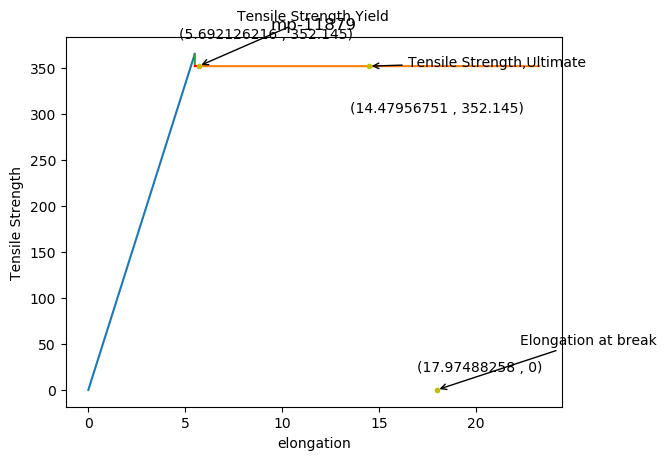 Tensile Strength,Yield
mp-11879
(5.692126216 , 352.145)
Tensile Strength,Ultimate
(14.47956751 , 352.145)
Elongation at break
(17.97488258 , 0)
350
300
250
200
150
100
50
0
Tensile Strength
0 5 10 15 20
elongation